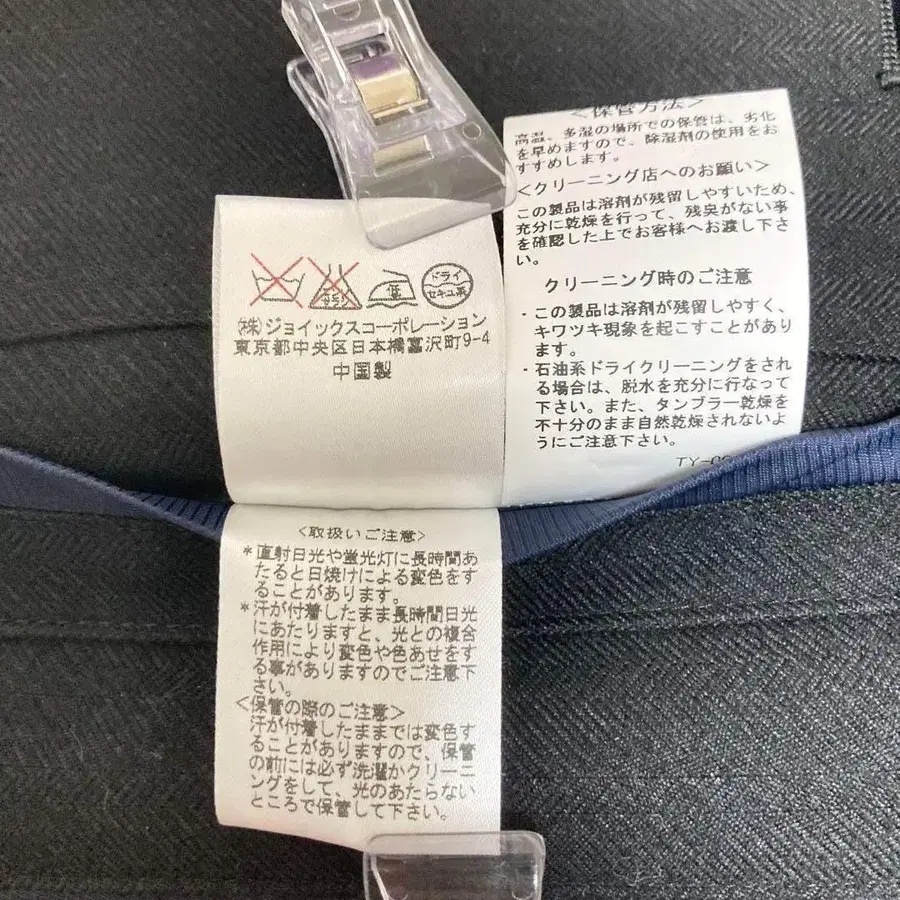 エンソ
サラシ
低
ドライ
セキユ系
(株)ジョイックスコーポレーション
東京都中央区日本橋富沢町9-4
中国製
<保管方法>
高温、多湿の場所での保管は、劣化
を早めますので、除湿剤の使用をお
すすめします。
<クリーニング店へのお願い>
この製品は溶剤が残留しやすいため、
充分に乾燥を行って、残臭がない事
を確認した上でお客様へお渡し下さ
い。
クリーニング時のご注意
・この製品は溶剤が残留しやすく、
キワツキ現象を起こすことがあり
ます。
・石油系ドライクリーニングをされ
る場合は、脱水を充分に行なって
下さい。また、タンブラー乾燥を
不十分のまま自然乾燥されないよ
うにご注意下さい。
<取扱いご注意>
*直射日光や蛍光灯に長時間あ
たると日焼けによる変色をす
ることがあります。
*汗が付着したまま長時間日光
にあたりますと、光との複合
作用により変色や色あせをす
る事がありますのでご注意下
さい。
<保管の際のご注意>
汗が付着したままでは変色す
ることがありますので、保管
の前には必ず洗濯かクリーニ
ングをして、光のあたらない
ところで保管して下さい。